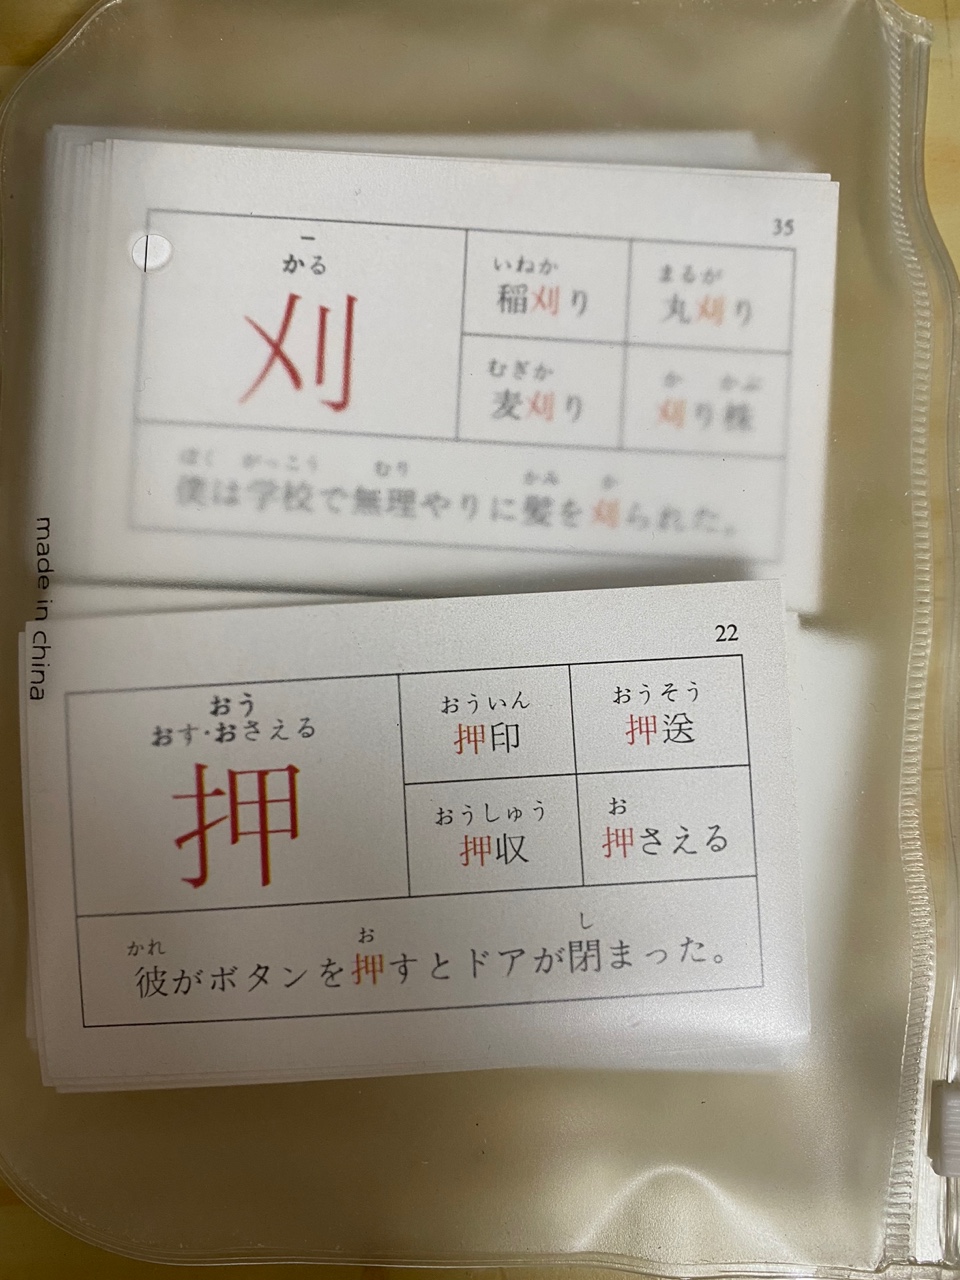 35
ー
かる
刈
いねか
稲刈り
まるが
丸刈り
むぎか
麦刈り
か かぶ
刈り株
ぼく がっこう むり かみ か
僕は学校で無理やりに髪を刈られた。
made in china
22
おう
おす・おさえる
押
おういん
押印
おうそう
押送
おうしゅう
押収
お
押さえる
かれ お し
彼がボタンを押すとドアが閉まった。